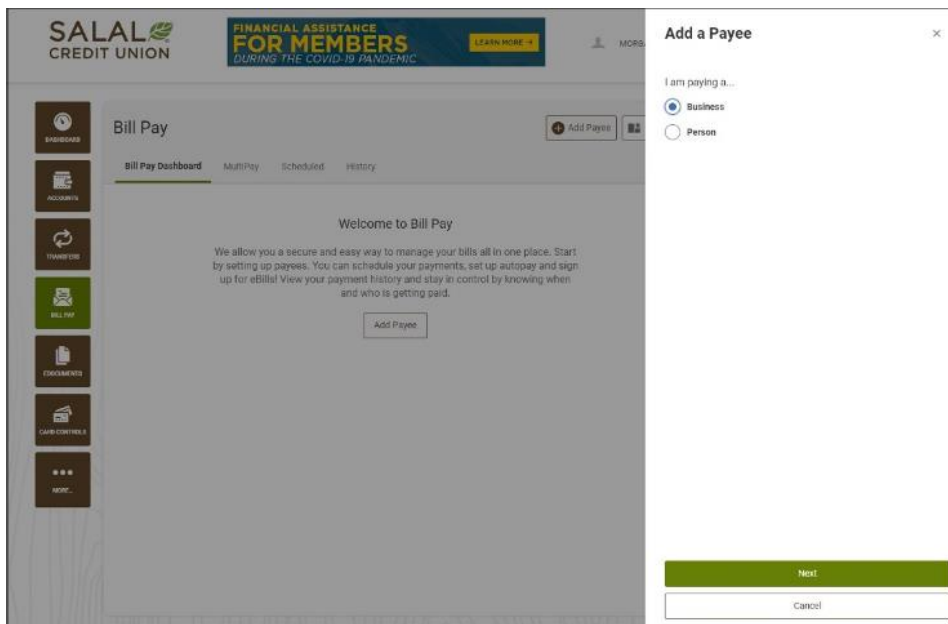 SALAL
CREDIT UNION
FINANCIAL ASSISTANCE
FOR MEMBERS
DURING THE COVID-19 PANDEMIC
LEARN MORE →
MORG
Add a Payee
×
I am paying a...
Business
Person
DASHBOARD
ACCOUNTS
TRANSFERS
BILL PAY
EDOCUMENTS
CARD CONTROLS
MORE...
Bill Pay
Add Payee
Bill Pay Dashboard
MultiPay
Scheduled
History
Welcome to Bill Pay
We allow you a secure and easy way to manage your bills all in one place. Start
by setting up payees. You can schedule your payments, set up autopay and sign
up for eBills! View your payment history and stay in control by knowing when
and who is getting paid.
Add Payee
Next
Cancel